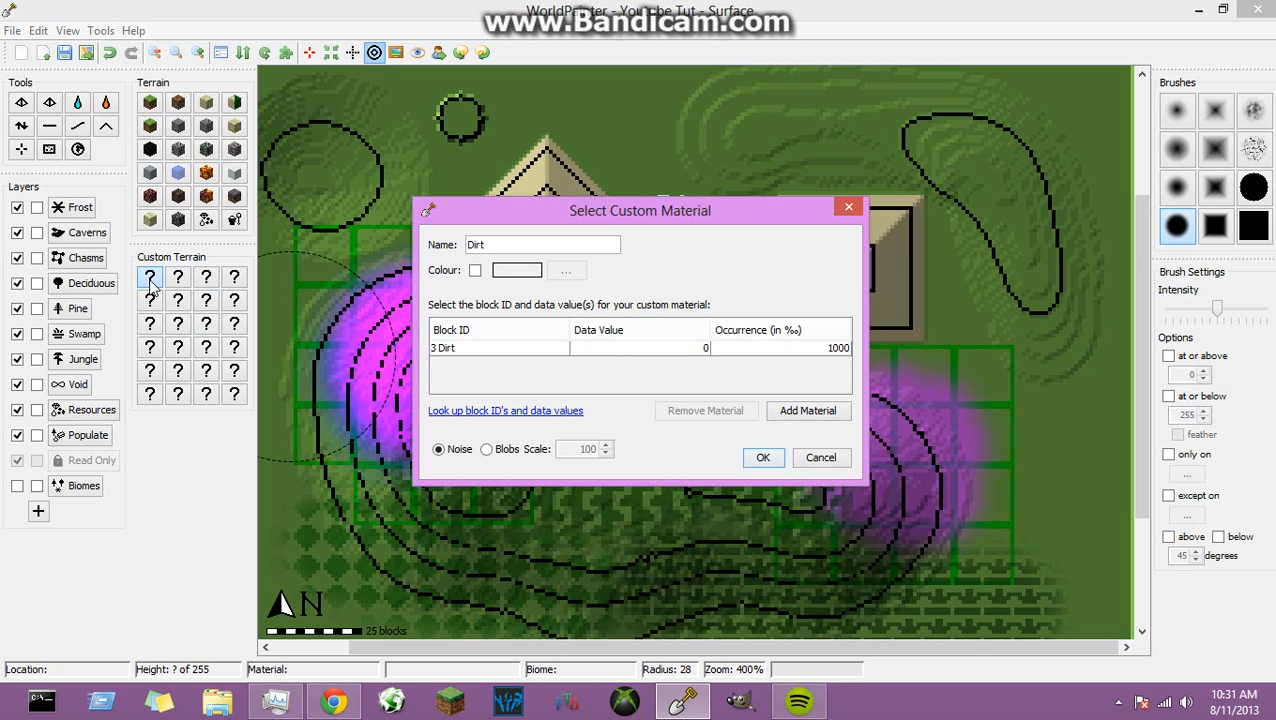 WorldPainter - Youtube Tut - Surface
www.Bandicam.com
File Edit View Tools Help
Tools
Terrain
Brushes
Layers
Frost
Caverns
Chasms
Deciduous
Pine
Swamp
Jungle
Void
Resources
Populate
Read Only
Biomes
+
Custom Terrain
? ? ? ?
? ? ? ?
? ? ? ?
? ? ? ?
? ? ? ?
? ? ? ?
Select Custom Material
Name: Dirt
Colour: ...
Select the block ID and data value(s) for your custom material:
Block ID Data Value Occurrence (in ‰)
3 Dirt 0 1000
Look up block ID's and data values Remove Material Add Material
Noise Blobs Scale: 100
OK Cancel
Brush Settings
Intensity
Options
at or above
0
at or below
255
feather
only on
...
except on
...
above below
45 degrees
N
25 blocks
Location: Height: ? of 255 Material: Biome: Radius: 28 Zoom: 400%
10:31 AM
8/11/2013